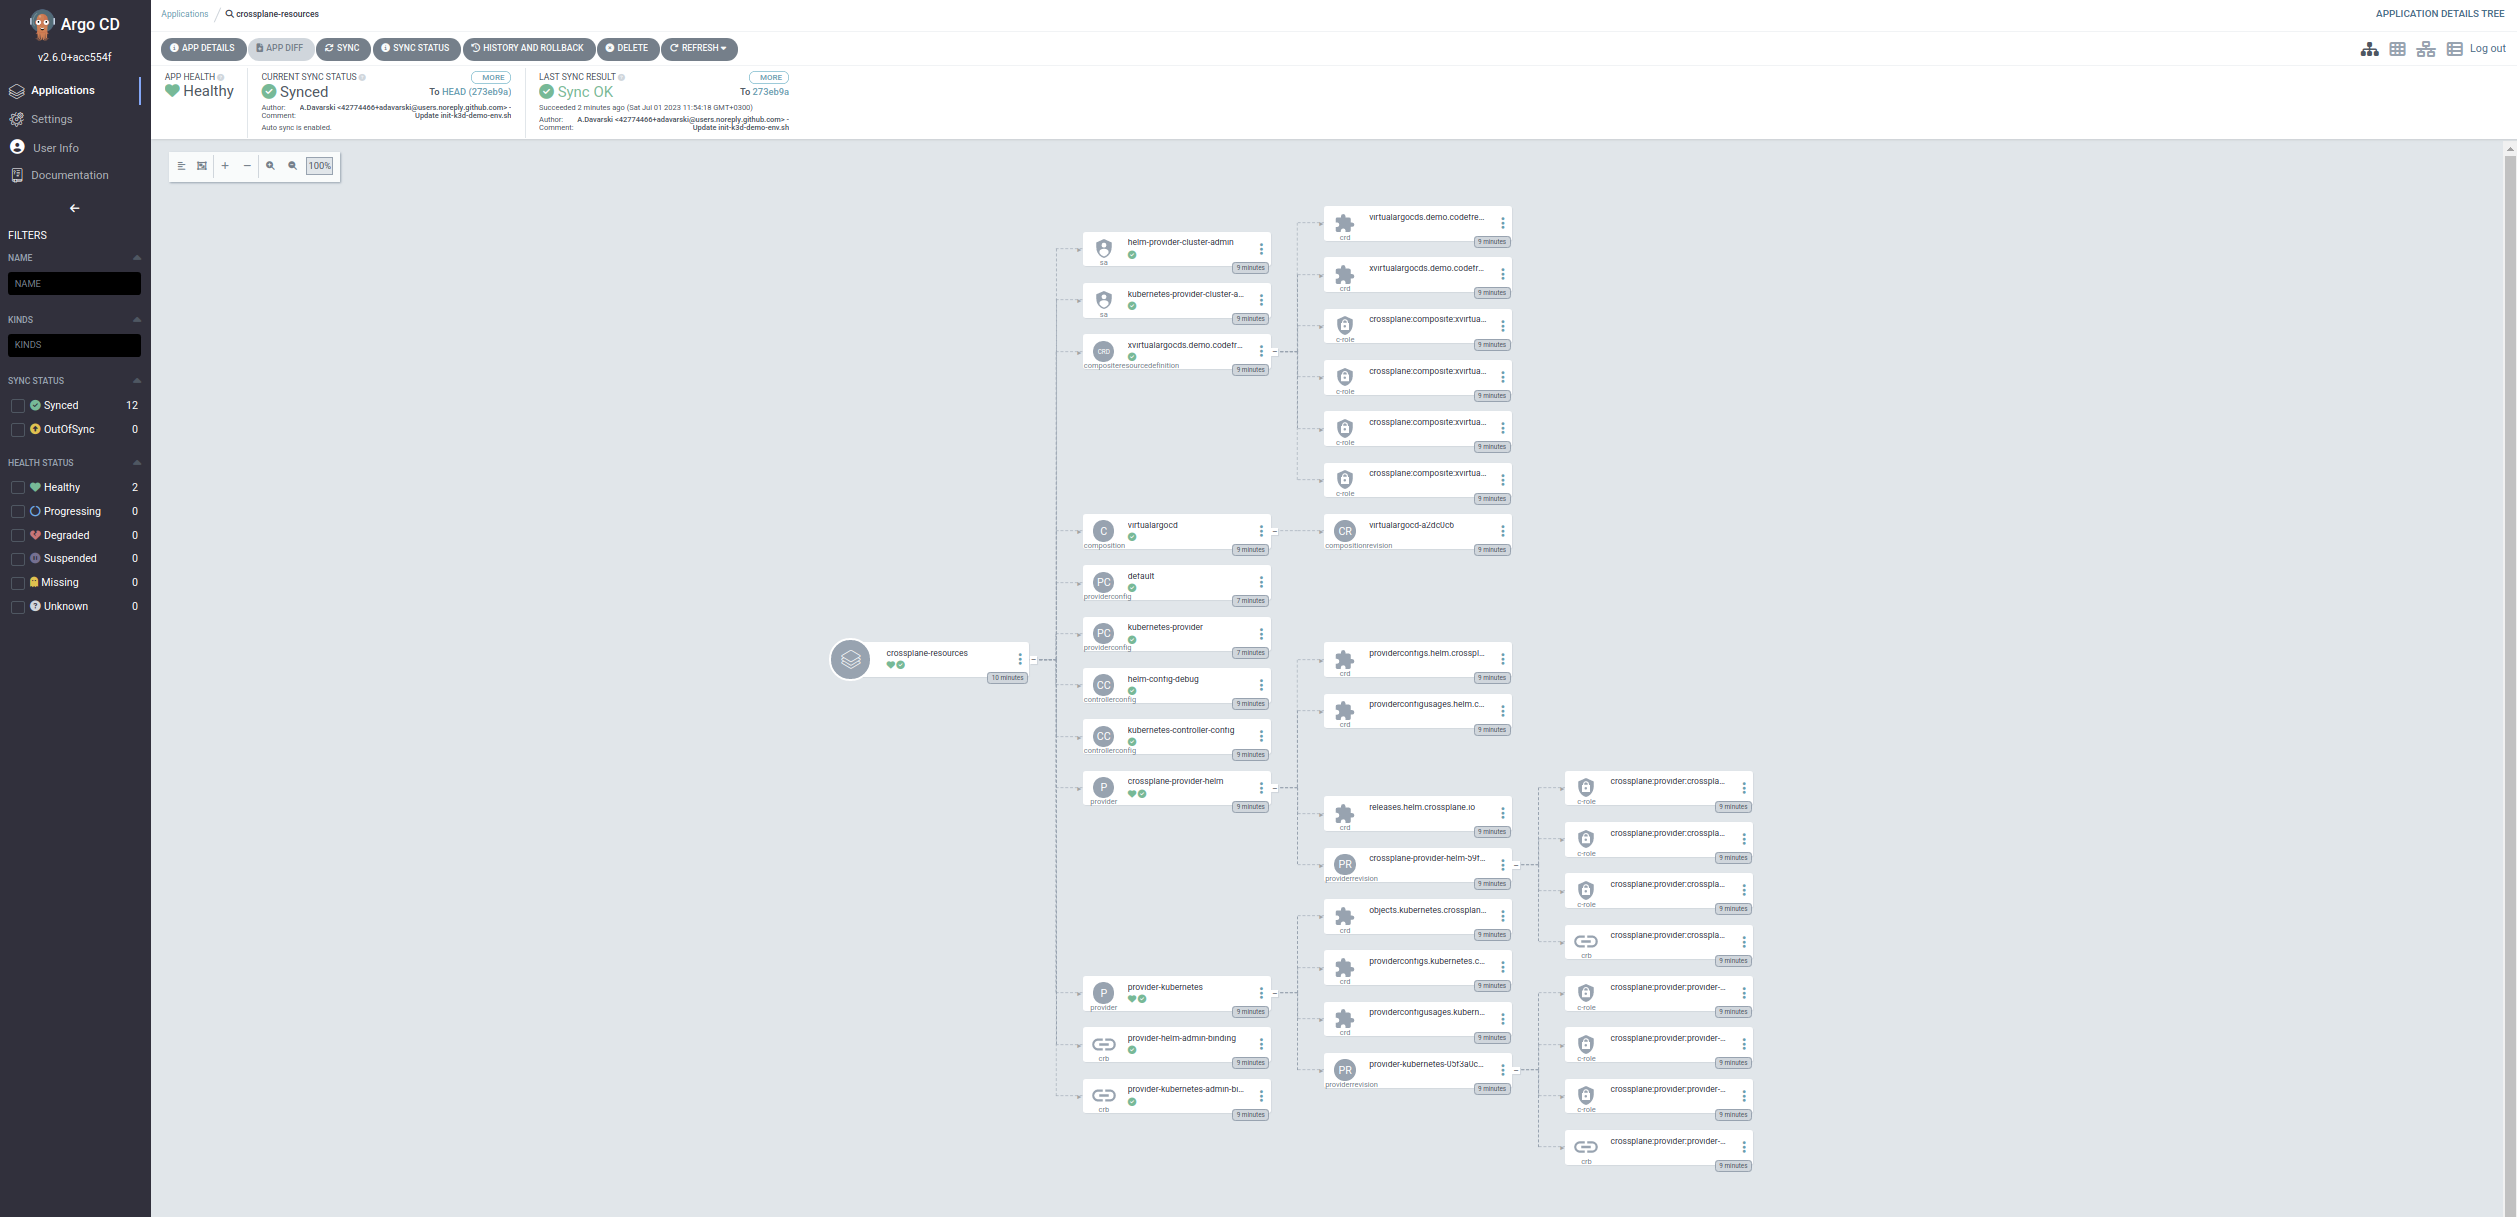 Argo CD
v2.6.0+acc554f
Applications
Settings
User Info
Documentation
FILTERS
NAME
NAME
KINDS
KINDS
SYNC STATUS
Synced 12
OutOfSync 0
HEALTH STATUS
Healthy 2
Progressing 0
Degraded 0
Suspended 0
Missing 0
Unknown 0
Applications / crossplane-resources
APPLICATION DETAILS TREE
APP DETAILS APP DIFF SYNC SYNC STATUS HISTORY AND ROLLBACK DELETE REFRESH
Log out
APP HEALTH
Healthy
CURRENT SYNC STATUS MORE
Synced To HEAD (273eb9a)
Author: A.Davarski <42774466+adavarski@users.noreply.github.com> -
Comment: Update init-k3d-demo-env.sh
Auto sync is enabled.
LAST SYNC RESULT MORE
Sync OK To 273eb9a
Succeeded 2 minutes ago (Sat Jul 01 2023 11:54:18 GMT+0300)
Author: A.Davarski <42774466+adavarski@users.noreply.github.com> -
Comment: Update init-k3d-demo-env.sh
100%
crossplane-resources
10 minutes
helm-provider-cluster-admin
sa
9 minutes
kubernetes-provider-cluster-a...
sa
9 minutes
CRD
xvirtualargocds.demo.codefr...
compositeresourcedefinition
9 minutes
C
virtualargocd
composition
9 minutes
PC
default
providerconfig
7 minutes
PC
kubernetes-provider
providerconfig
7 minutes
CC
helm-config-debug
controllerconfig
9 minutes
CC
kubernetes-controller-config
controllerconfig
9 minutes
P
crossplane-provider-helm
provider
9 minutes
P
provider-kubernetes
provider
9 minutes
provider-helm-admin-binding
crb
9 minutes
provider-kubernetes-admin-bi...
crb
9 minutes
virtualargocds.demo.codefre...
crd
9 minutes
xvirtualargocds.demo.codefr...
crd
9 minutes
crossplane:composite:xvirtua...
c-role
9 minutes
crossplane:composite:xvirtua...
c-role
9 minutes
crossplane:composite:xvirtua...
c-role
9 minutes
crossplane:composite:xvirtua...
c-role
9 minutes
CR
virtualargocd-a2dc0c6
compositionrevision
9 minutes
providerconfigs.helm.crosspl...
crd
9 minutes
providerconfigusages.helm.c...
crd
9 minutes
releases.helm.crossplane.io
crd
9 minutes
PR
crossplane-provider-helm-59f...
providerrevision
9 minutes
objects.kubernetes.crossplan...
crd
9 minutes
providerconfigs.kubernetes.c...
crd
9 minutes
providerconfigusages.kubern...
crd
9 minutes
PR
provider-kubernetes-05f3a0c...
providerrevision
9 minutes
crossplane:provider:crosspla...
c-role
9 minutes
crossplane:provider:crosspla...
c-role
9 minutes
crossplane:provider:crosspla...
c-role
9 minutes
crossplane:provider:crosspla...
crb
9 minutes
crossplane:provider:provider-...
c-role
9 minutes
crossplane:provider:provider-...
c-role
9 minutes
crossplane:provider:provider-...
c-role
9 minutes
crossplane:provider:provider-...
crb
9 minutes